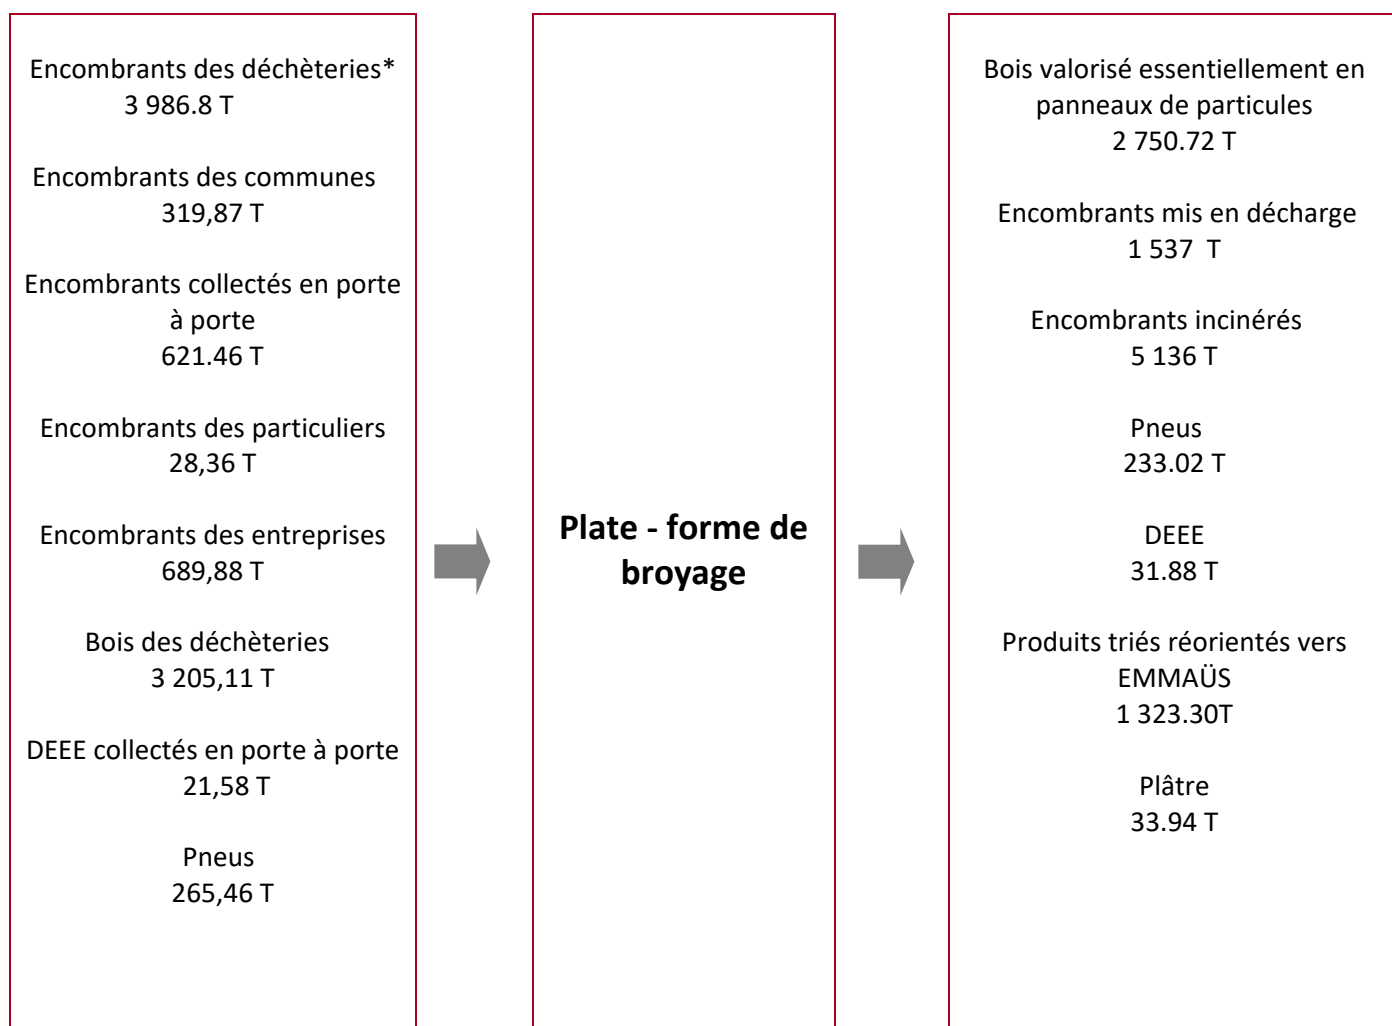 Encombrants des déchèteries*
3 986.8 T
Encombrants des communes
319,87 T
Encombrants collectés en porte
à porte
621.46 T
Encombrants des particuliers
28,36 T
Encombrants des entreprises
689,88 T
Bois des déchèteries
3 205,11 T
DEEE collectés en porte à porte
21,58 T
Pneus
265,46 T
Plate - forme de
broyage
Bois valorisé essentiellement en
panneaux de particules
2 750.72 T
Encombrants mis en décharge
1 537  T
Encombrants incinérés
5 136 T
Pneus
233.02 T
DEEE
31.88 T
Produits triés réorientés vers
EMMAÜS
1 323.30T
Plâtre
33.94 T